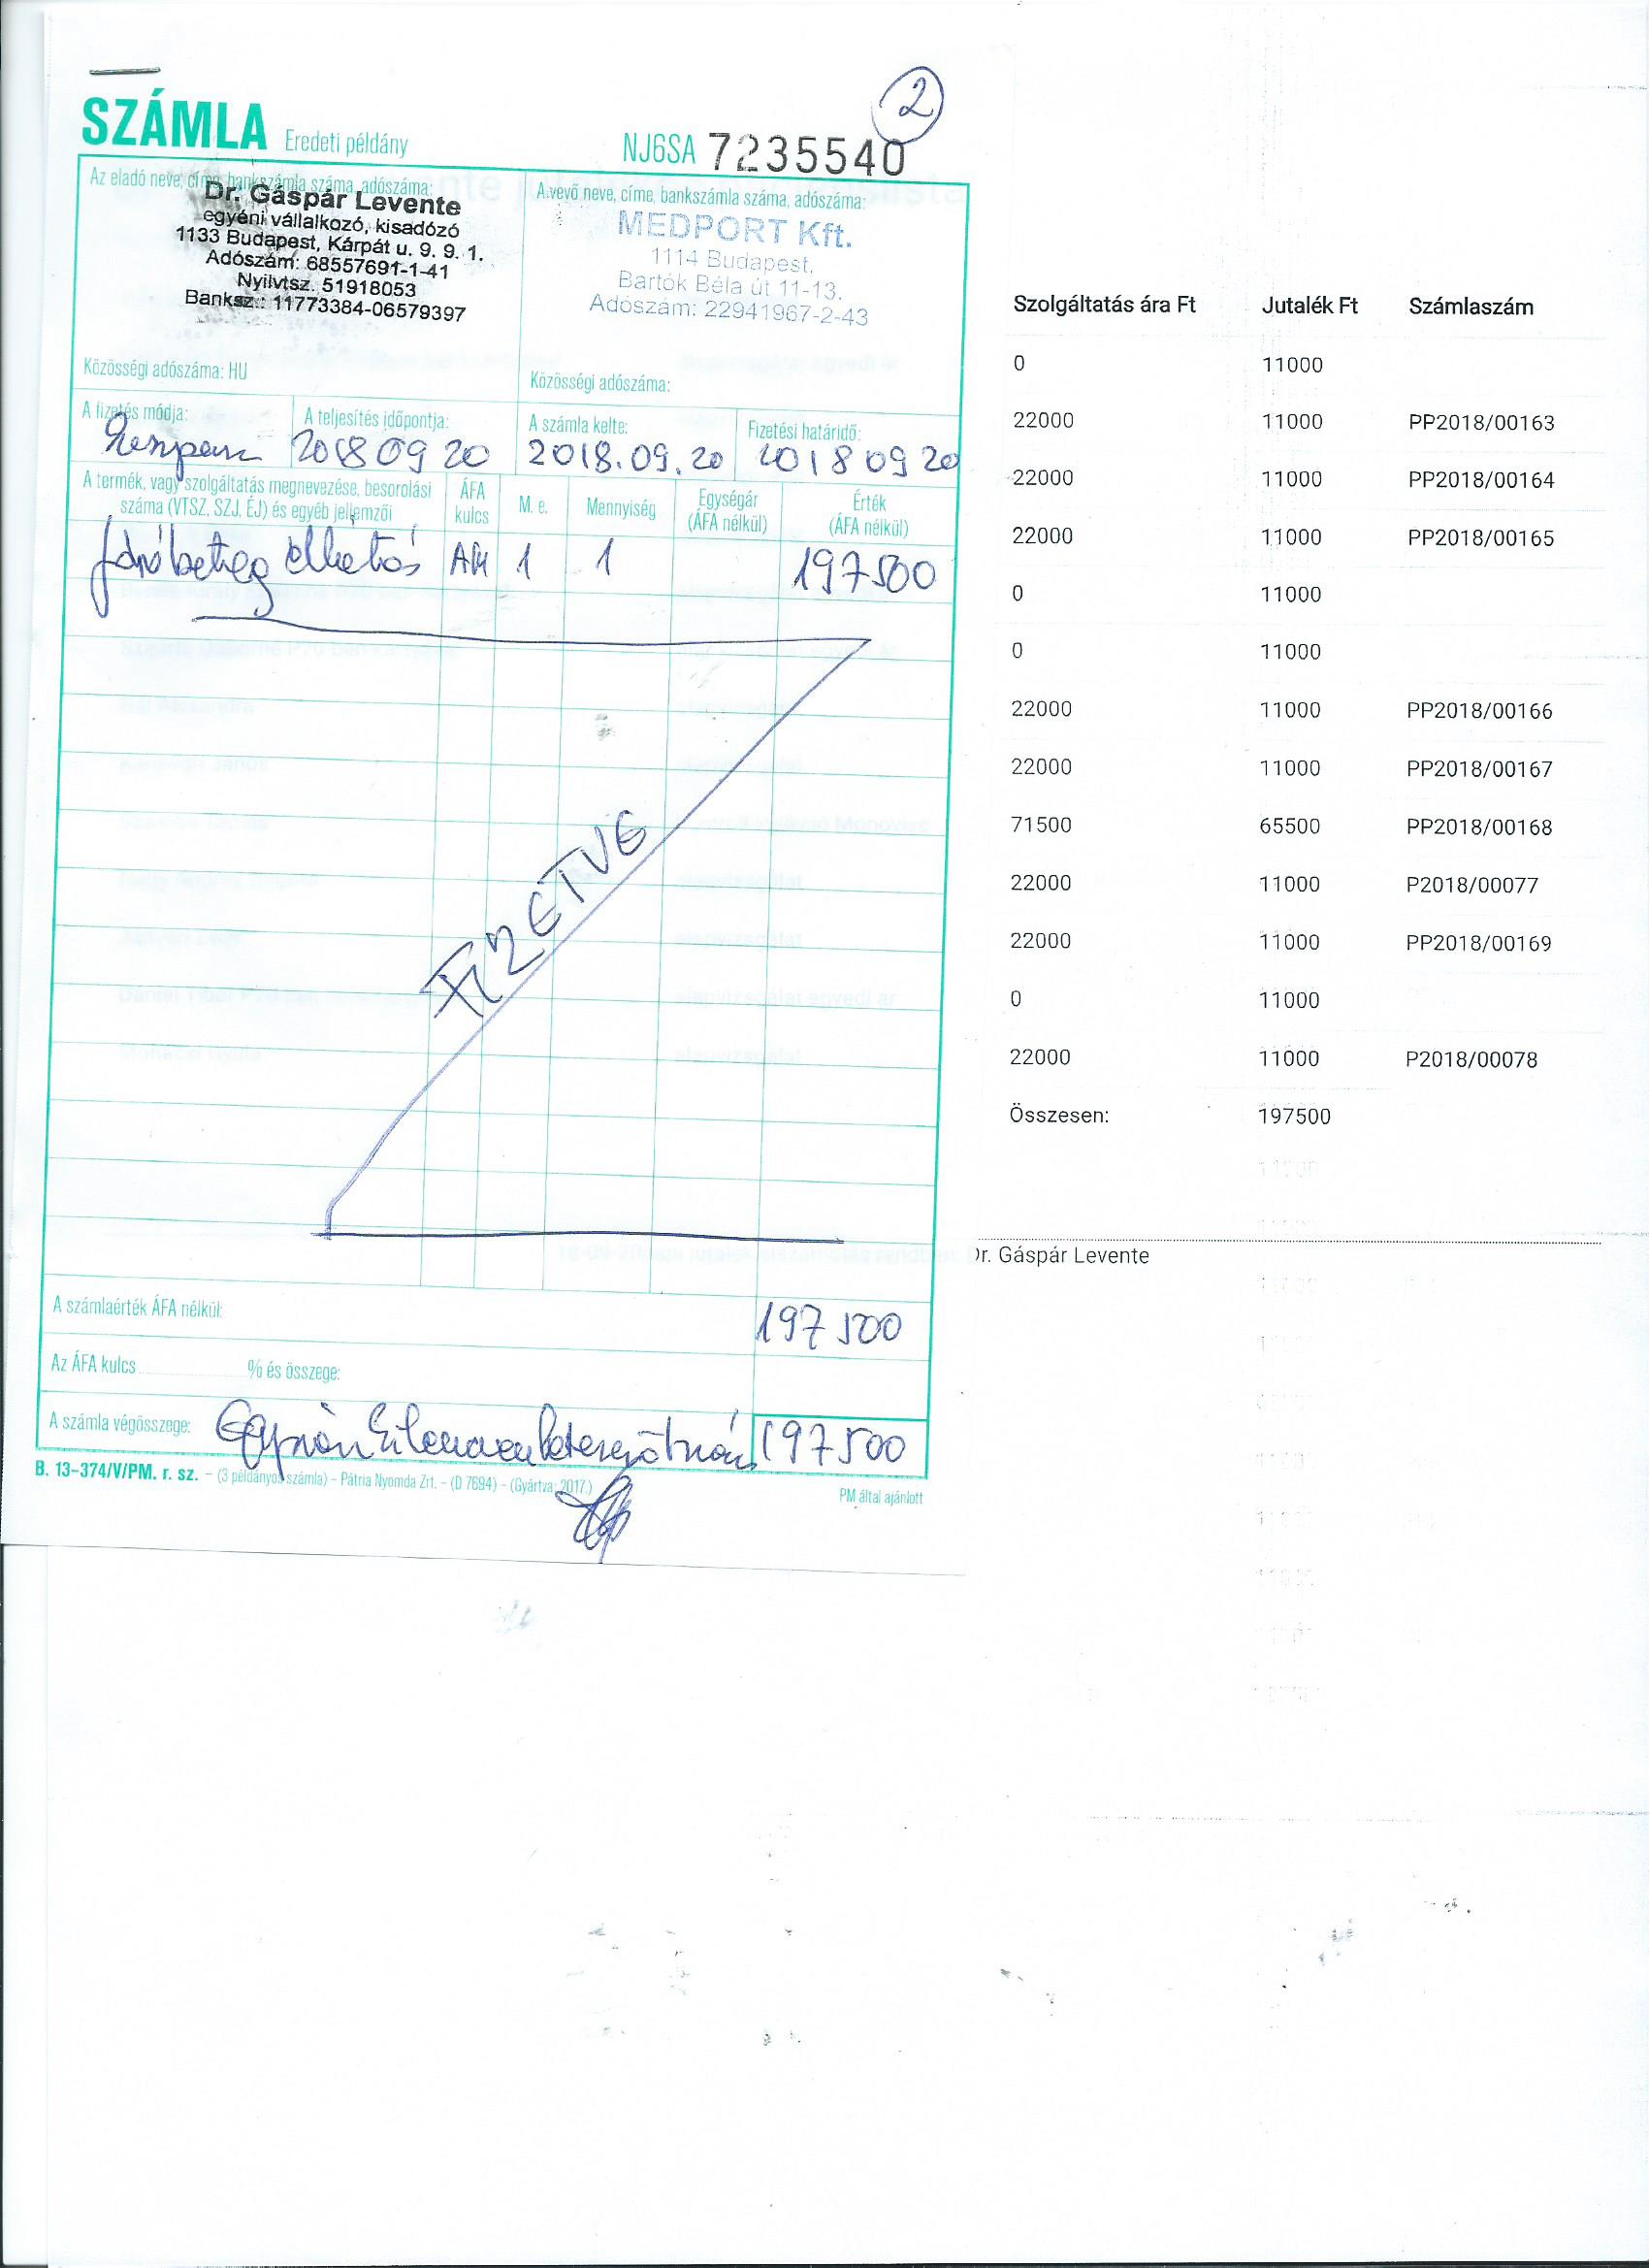 2
SZÁMLA Eredeti példány NJ6SA 7235540
Az eladó neve, címe, bankszámla száma, adószáma:
Dr. Gáspár Levente
egyéni vállalkozó, kisadózó
1133 Budapest, Kárpát u. 9. 9. 1.
Adószám: 68557691-1-41
Nyilvtsz. 51918053
Banksz.: 11773384-06579397
Közösségi adószáma: HU
A vevő neve, címe, bankszámla száma, adószáma:
MEDPORT Kft.
1114 Budapest,
Bartók Béla út 11-13.
Adószám: 22941967-2-43
Közösségi adószáma:
A fizetés módja: A teljesítés időpontja: A számla kelte: Fizetési határidő:
2018 09 20 2018.09.20 2018 09 20
A termék, vagy szolgáltatás megnevezése, besorolási száma (VTSZ, SZJ, ÉJ) és egyéb jellemzői ÁFA kulcs M. e. Mennyiség Egységár (ÁFA nélkül) Érték (ÁFA nélkül)
járóbeteg ellátás AM 1 1 197500
FIZETVE
A számlaérték ÁFA nélkül: 197 500
Az ÁFA kulcs % és összege:
A számla végösszege: 197500
B. 13-374/V/PM. r. sz. – (3 példányos számla) – Pátria Nyomda Zrt. – (D 7694) – (Gyártva: 2017.)
PM által ajánlott
Szolgáltatás ára Ft Jutalék Ft Számlaszám
0 11000
22000 11000 PP2018/00163
22000 11000 PP2018/00164
22000 11000 PP2018/00165
0 11000
0 11000
22000 11000 PP2018/00166
22000 11000 PP2018/00167
71500 65500 PP2018/00168
22000 11000 P2018/00077
22000 11000 PP2018/00169
0 11000
22000 11000 P2018/00078
Összesen: 197500
Dr. Gáspár Levente